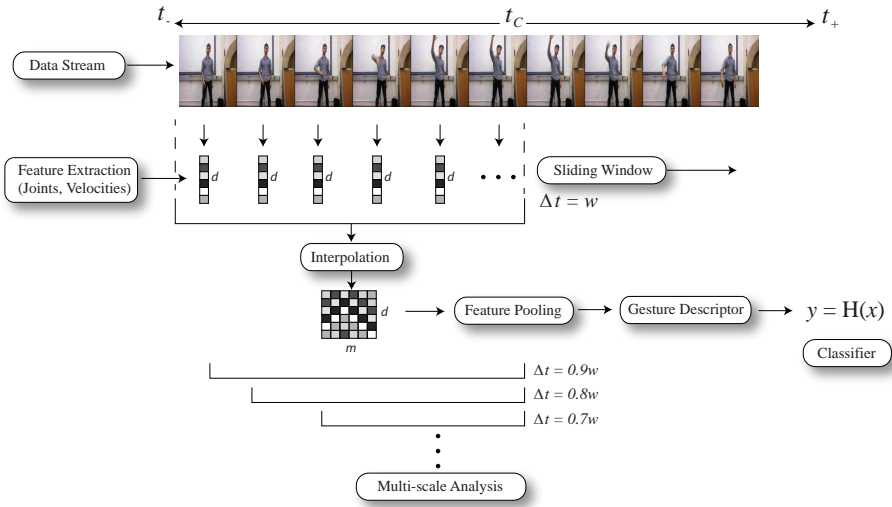 t- tC t+
Data Stream
Feature Extraction
(Joints, Velocities)
d d d d d
Sliding Window
Δt = w
Interpolation
d
m
Feature Pooling
Gesture Descriptor
y = H(x)
Classifier
Δt = 0.9w
Δt = 0.8w
Δt = 0.7w
Multi-scale Analysis